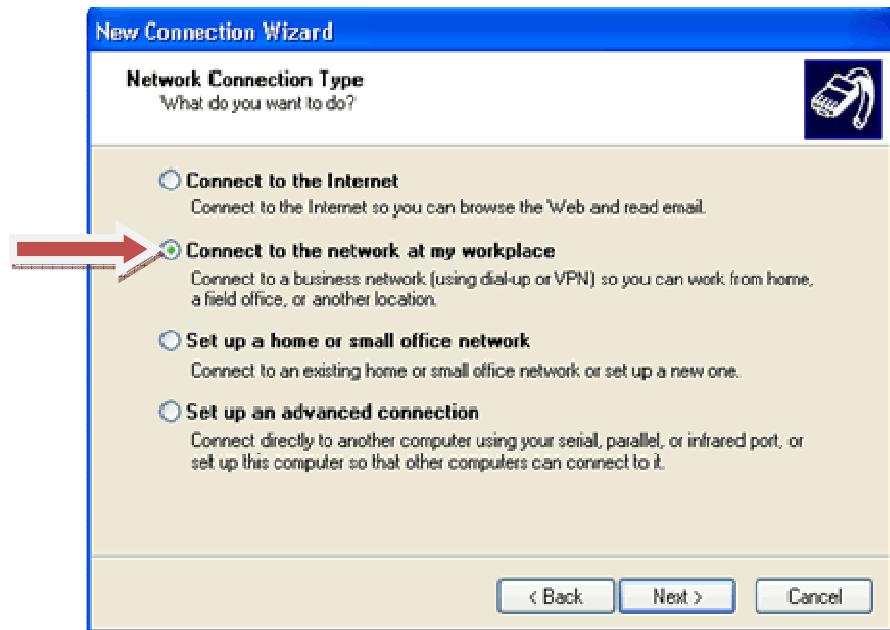 New Connection Wizard
Network Connection Type
What do you want to do?
Connect to the Internet
Connect to the Internet so you can browse the Web and read email.
Connect to the network at my workplace
Connect to a business network (using dial-up or VPN) so you can work from home,
a field office, or another location.
Set up a home or small office network
Connect to an existing home or small office network or set up a new one.
Set up an advanced connection
Connect directly to another computer using your serial, parallel, or infrared port, or
set up this computer so that other computers can connect to it.
< Back
Next >
Cancel